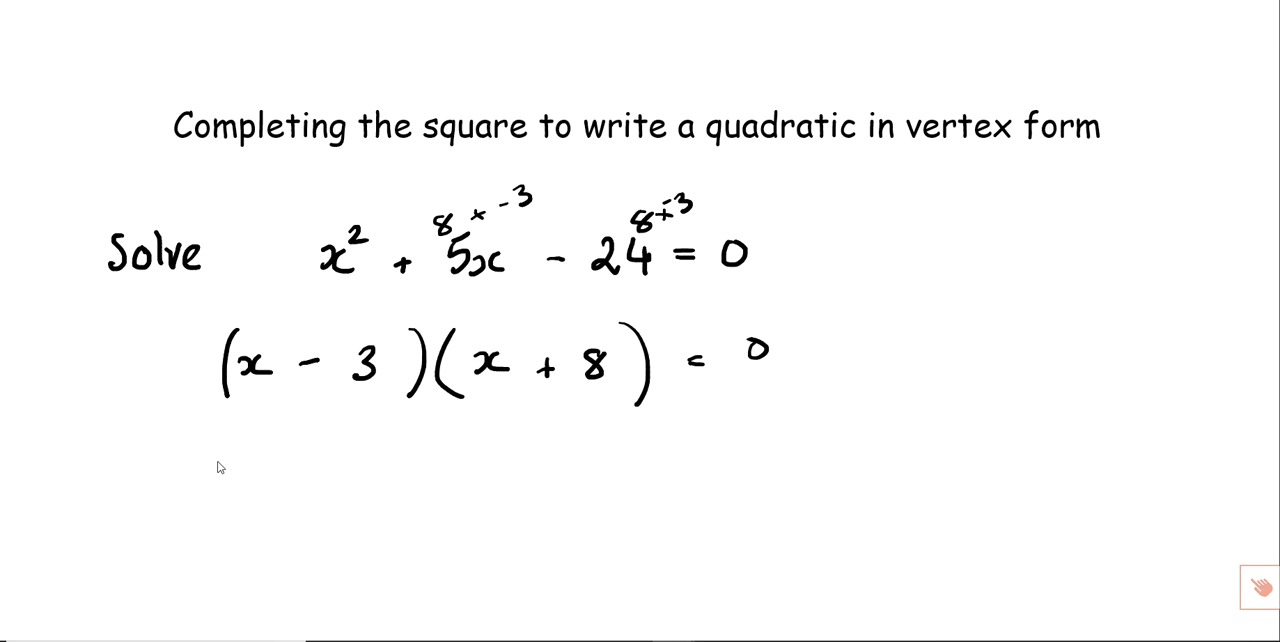 Completing the square to write a quadratic in vertex form
8 × -3 8 + -3
Solve x² + 5x - 24 = 0
(x - 3)(x + 8) = 0